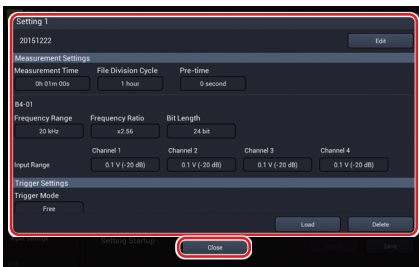 Setting 1
20151222 Edit
Measurement Settings
Measurement Time File Division Cycle Pre-time
0h 01m 00s 1 hour 0 second
B4-01
Frequency Range Frequency Ratio Bit Length
20 kHz x2.56 24 bit
Channel 1 Channel 2 Channel 3 Channel 4
Input Range 0.1 V (-20 dB) 0.1 V (-20 dB) 0.1 V (-20 dB) 0.1 V (-20 dB)
Trigger Settings
Trigger Mode
Free
Load Delete
Setting Startup Close Save